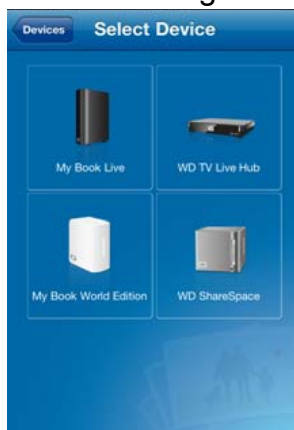 Devices
Select Device
My Book Live
WD TV Live Hub
My Book World Edition
WD ShareSpace